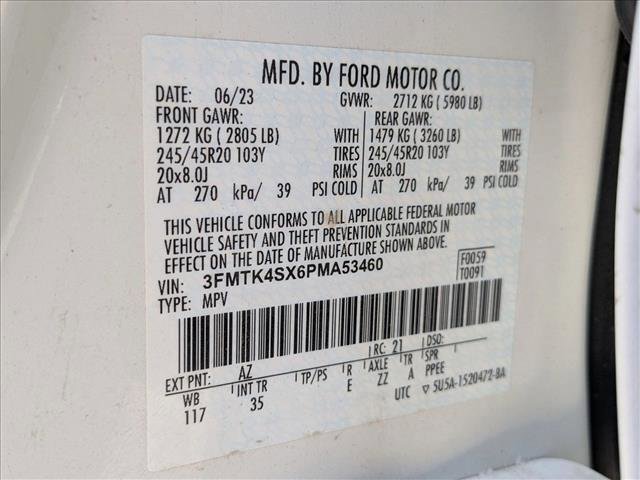 MFD. BY FORD MOTOR CO.
DATE: 06/23 GVWR: 2712 KG ( 5980 LB)
FRONT GAWR: REAR GAWR:
1272 KG ( 2805 LB) WITH 1479 KG ( 3260 LB) WITH
245/45R20 103Y TIRES 245/45R20 103Y TIRES
20x8.0J RIMS 20x8.0J RIMS
AT 270 kPa/ 39 PSI COLD AT 270 kPa/ 39 PSI COLD
THIS VEHICLE CONFORMS TO ALL APPLICABLE FEDERAL MOTOR
VEHICLE SAFETY AND THEFT PREVENTION STANDARDS IN
EFFECT ON THE DATE OF MANUFACTURE SHOWN ABOVE.
VIN: 3FMTK4SX6PMA53460 F0059
TYPE: MPV T0091
EXT PNT: AZ RC: 21 DSO:
WB INT TR TP/PS R AXLE TR SPR
117 35 E ZZ A PPEE
UTC ▽ 5U5A-1520472-BA